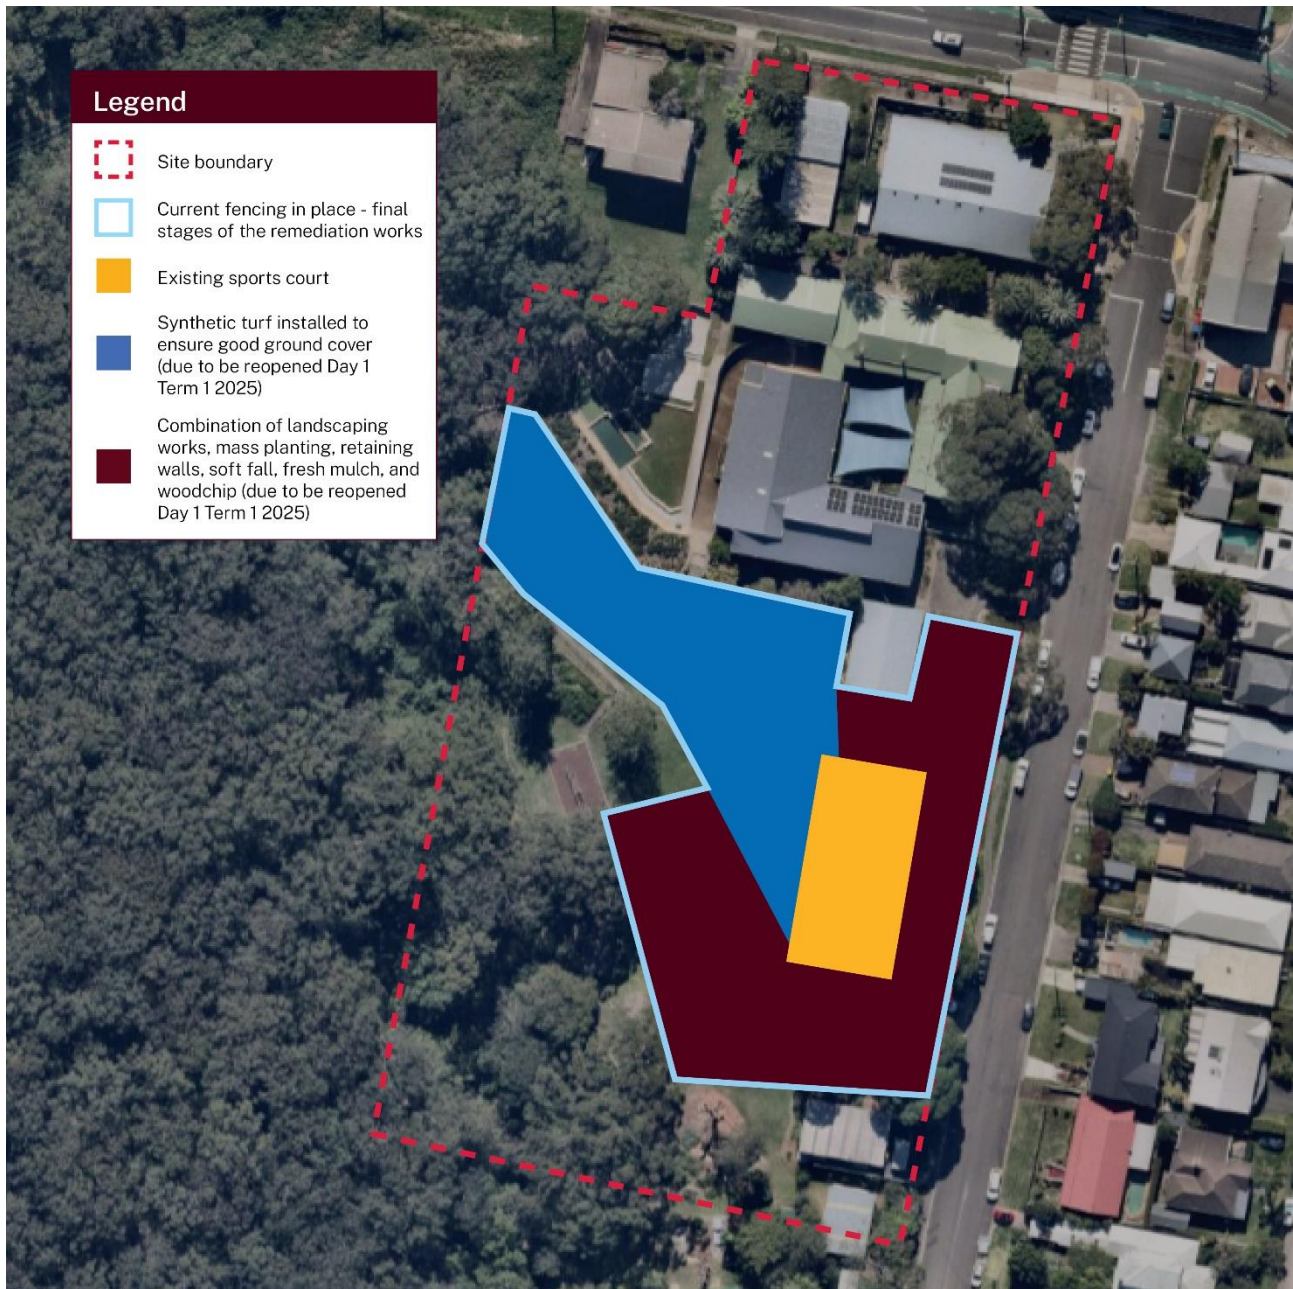 Legend
Site boundary
Current fencing in place - final
stages of the remediation works
Existing sports court
Synthetic turf installed to
ensure good ground cover
(due to be reopened Day 1
Term 1 2025)
Combination of landscaping
works, mass planting, retaining
walls, soft fall, fresh mulch, and
woodchip (due to be reopened
Day 1 Term 1 2025)